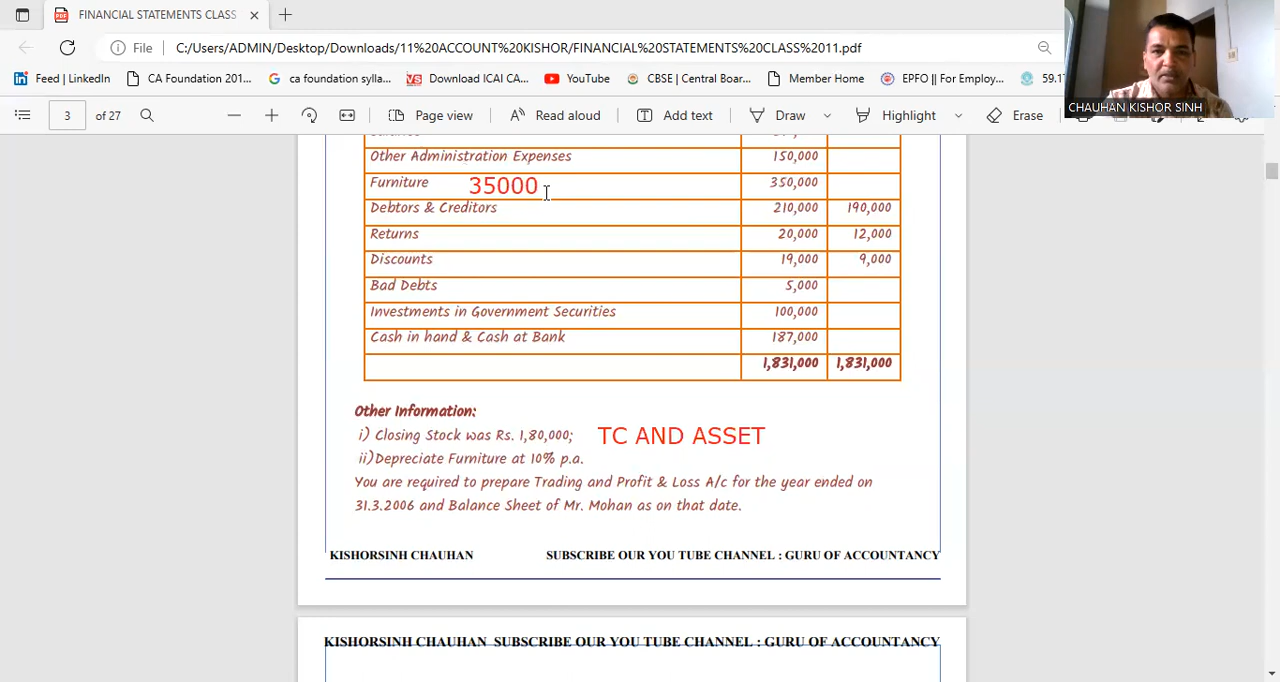 FINANCIAL STATEMENTS CLASS
File C:/Users/ADMIN/Desktop/Downloads/11%20ACCOUNT%20KISHOR/FINANCIAL%20STATEMENTS%20CLASS%2011.pdf
Feed | LinkedIn CA Foundation 201... ca foundation sylla... Download ICAI CA... YouTube CBSE | Central Boar... Member Home EPFO || For Employ... 59.1
CHAUHAN KISHOR SINH
3 of 27 Page view Read aloud Add text Draw Highlight Erase
Other Administration Expenses 150,000
Furniture 35000 350,000
Debtors & Creditors 210,000 190,000
Returns 20,000 12,000
Discounts 19,000 9,000
Bad Debts 5,000
Investments in Government Securities 100,000
Cash in hand & Cash at Bank 187,000
1,831,000 1,831,000
Other Information:
i) Closing Stock was Rs. 1,80,000; TC AND ASSET
ii)Depreciate Furniture at 10% p.a.
You are required to prepare Trading and Profit & Loss A/c for the year ended on
31.3.2006 and Balance Sheet of Mr. Mohan as on that date.
KISHORSINH CHAUHAN SUBSCRIBE OUR YOU TUBE CHANNEL : GURU OF ACCOUNTANCY
KISHORSINH CHAUHAN SUBSCRIBE OUR YOU TUBE CHANNEL : GURU OF ACCOUNTANCY